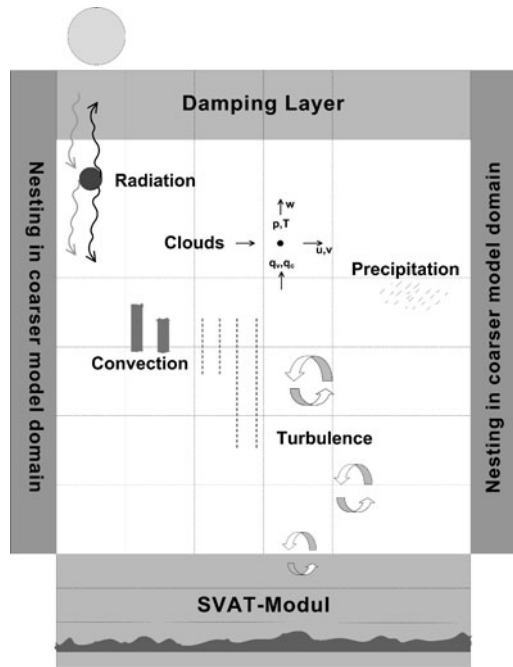 Damping Layer
Nesting in coarser model domain
Nesting in coarser model domain
Radiation
w
p,T
Clouds
u,v
qv,qc
Precipitation
Convection
Turbulence
SVAT-Modul